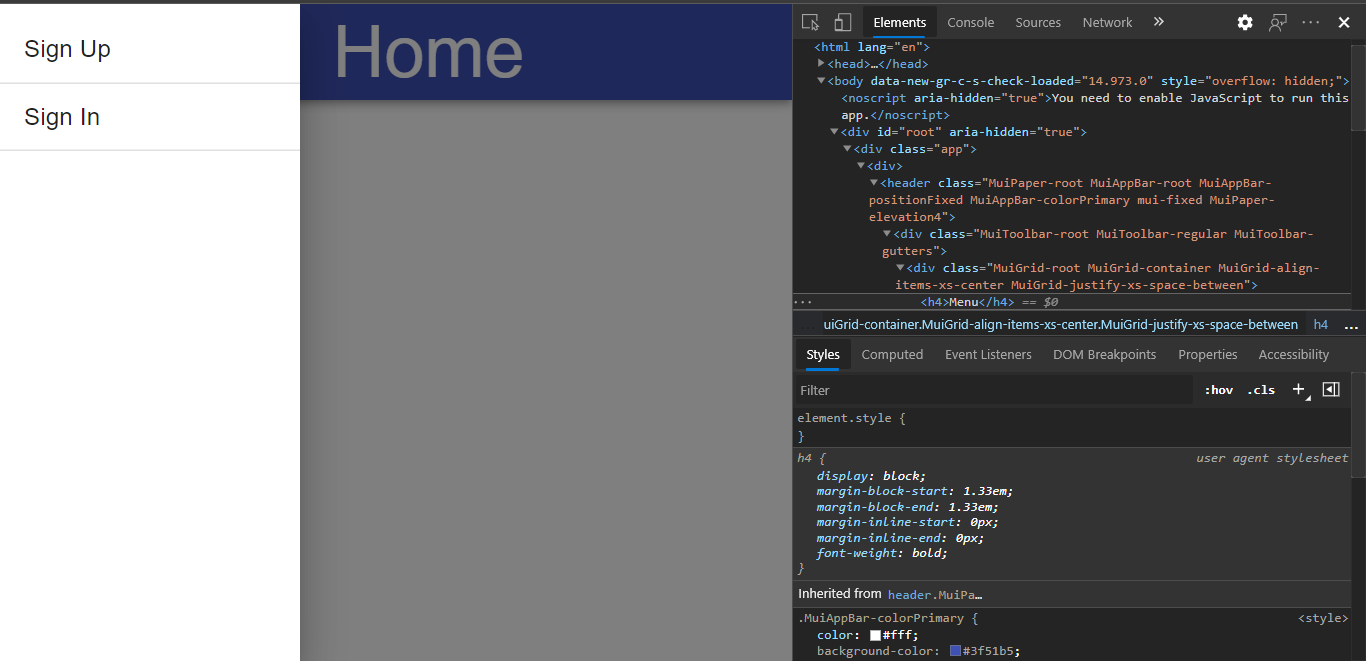 Sign Up
Sign In
Home
Elements Console Sources Network »
<html lang="en">
<head>…</head>
<body data-new-gr-c-s-check-loaded="14.973.0" style="overflow: hidden;">
<noscript aria-hidden="true">You need to enable JavaScript to run this
app.</noscript>
<div id="root" aria-hidden="true">
<div class="app">
<div>
<header class="MuiPaper-root MuiAppBar-root MuiAppBar-
positionFixed MuiAppBar-colorPrimary mui-fixed MuiPaper-
elevation4">
<div class="MuiToolbar-root MuiToolbar-regular MuiToolbar-
gutters">
<div class="MuiGrid-root MuiGrid-container MuiGrid-align-
items-xs-center MuiGrid-justify-xs-space-between">
<h4>Menu</h4> == $0
uiGrid-container.MuiGrid-align-items-xs-center.MuiGrid-justify-xs-space-between h4 ...
Styles Computed Event Listeners DOM Breakpoints Properties Accessibility
Filter :hov .cls +
element.style {
}
h4 { user agent stylesheet
display: block;
margin-block-start: 1.33em;
margin-block-end: 1.33em;
margin-inline-start: 0px;
margin-inline-end: 0px;
font-weight: bold;
}
Inherited from header.MuiPa…
.MuiAppBar-colorPrimary { <style>
color: #fff;
background-color: #3f51b5;